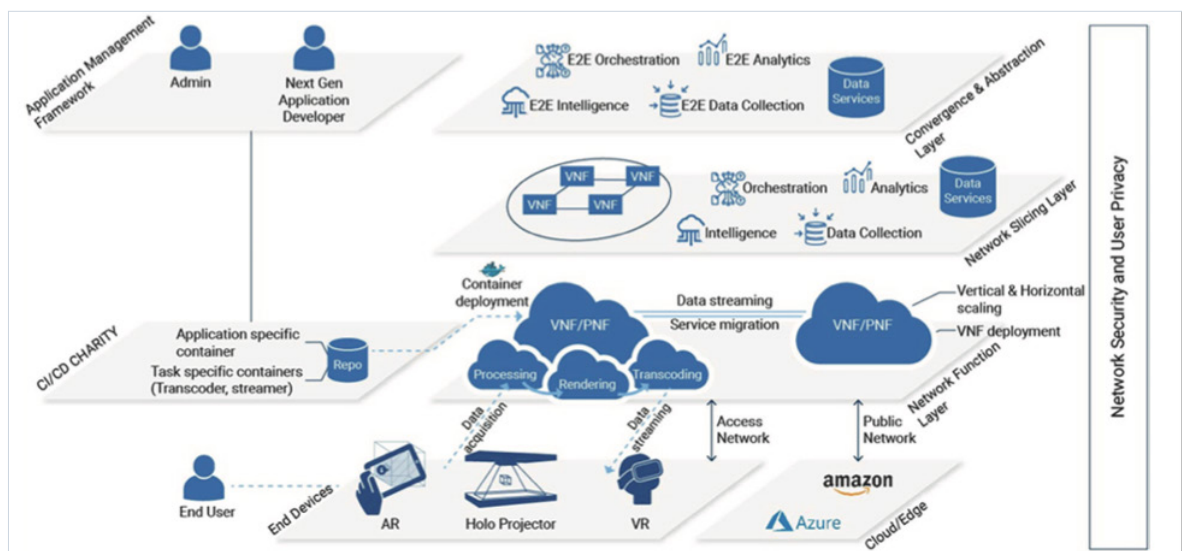 Application Management
Framework
Admin
Next Gen
Application
Developer
E2E Orchestration
E2E Analytics
E2E Intelligence
E2E Data Collection
Data
Services
Convergence & Abstraction
Layer
VNF
VNF
VNF
VNF
Orchestration
Analytics
Intelligence
Data Collection
Data
Services
Network Slicing Layer
Container
deployment
VNF/PNF
Data streaming
Service migration
VNF/PNF
Vertical & Horizontal
scaling
VNF deployment
Processing
Rendering
Transcoding
Network Function
Layer
CI/CD CHARITY
Application specific
container
Task specific containers
(Transcoder, streamer)
Repo
Data
acquisition
Data
streaming
Access
Network
Public
Network
End User
End Devices
AR
Holo Projector
VR
amazon
Azure
Cloud/Edge
Network Security and User Privacy